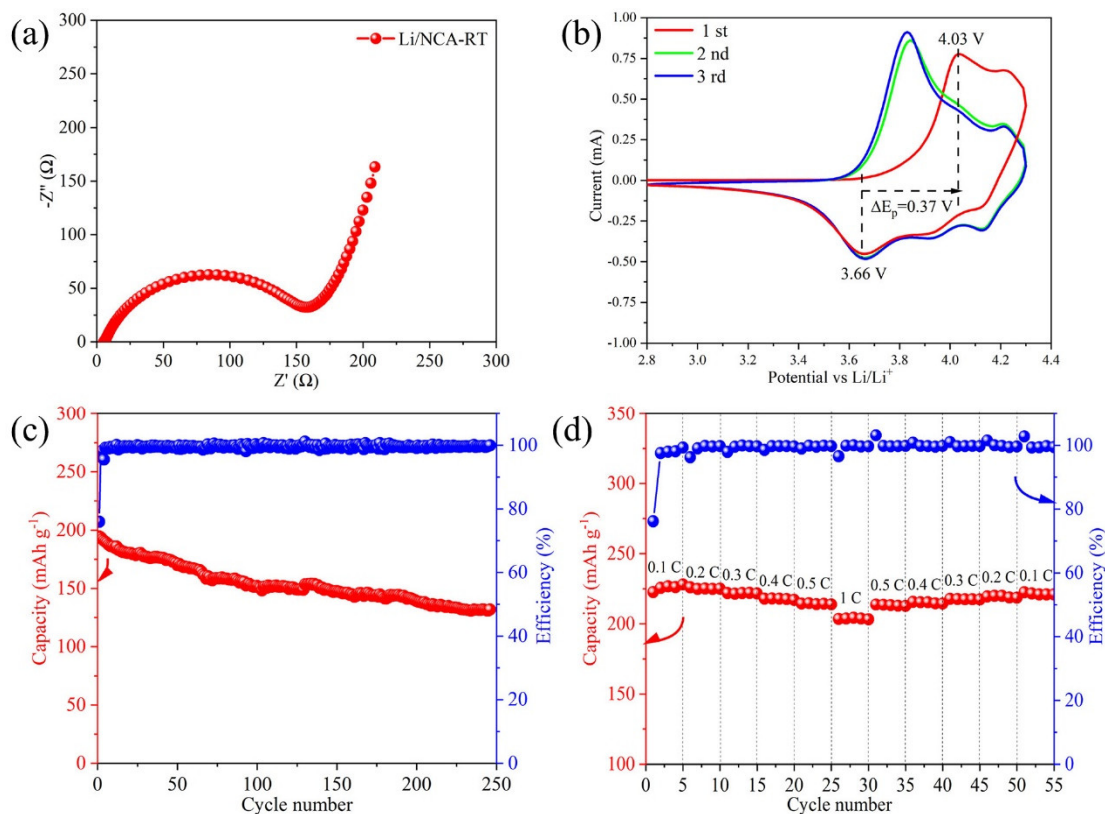 (a)
300
250
200
150
100
50
0
-Z" (Ω)
Li/NCA-RT
0 50 100 150 200 250 300
Z' (Ω)
(b)
1.00
0.75
0.50
0.25
0.00
-0.25
-0.50
-0.75
-1.00
Current (mA)
1 st
2 nd
3 rd
4.03 V
ΔEp=0.37 V
3.66 V
2.8 3.0 3.2 3.4 3.6 3.8 4.0 4.2 4.4
Potential vs Li/Li+
(c)
300
275
250
225
200
175
150
125
75
50
25
0
Capacity (mAh g-1)
100
80
60
40
20
0
Efficiency (%)
0 50 100 150 200 250
Cycle number
(d)
350
300
250
200
150
100
Capacity (mAh g-1)
0.1 C 0.2 C 0.3 C 0.4 C 0.5 C 1 C 0.5 C 0.4 C 0.3 C 0.2 C 0.1 C
100
80
60
40
20
0
Efficiency (%)
0 5 10 15 20 25 30 35 40 45 50 55
Cycle number